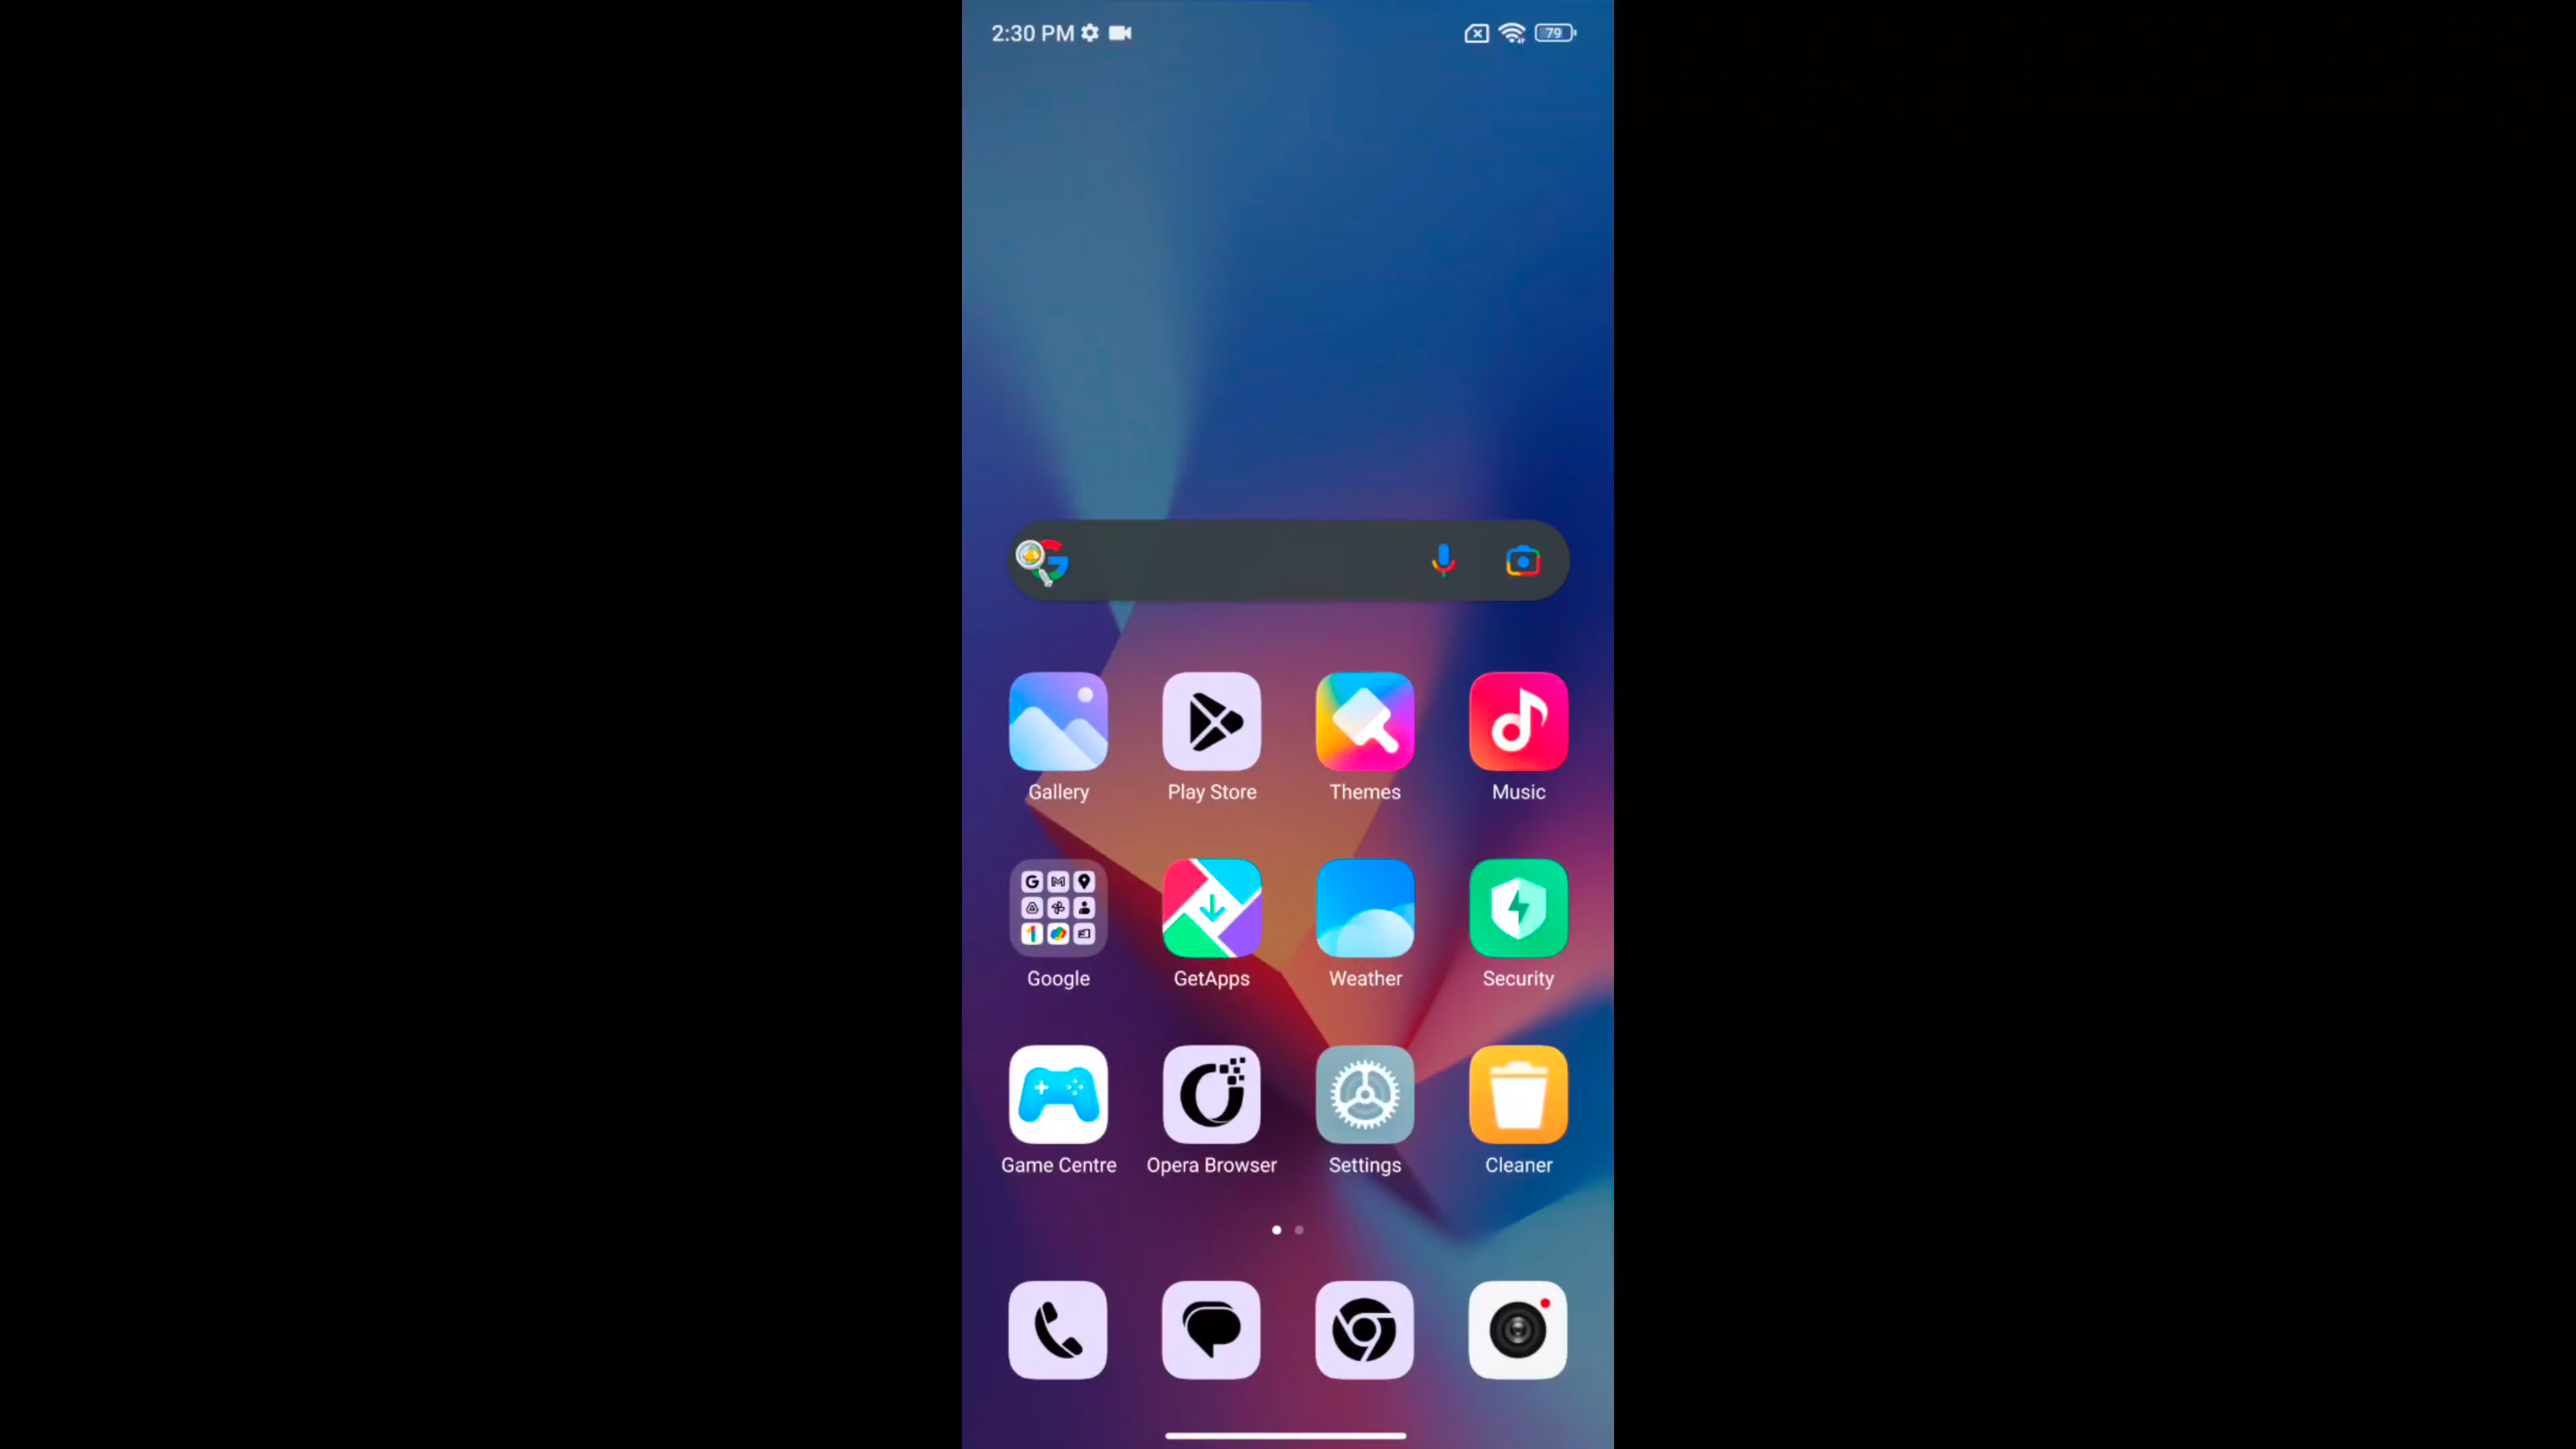 2:30 PM
79
Gallery Play Store Themes Music
Google GetApps Weather Security
Game Centre Opera Browser Settings Cleaner